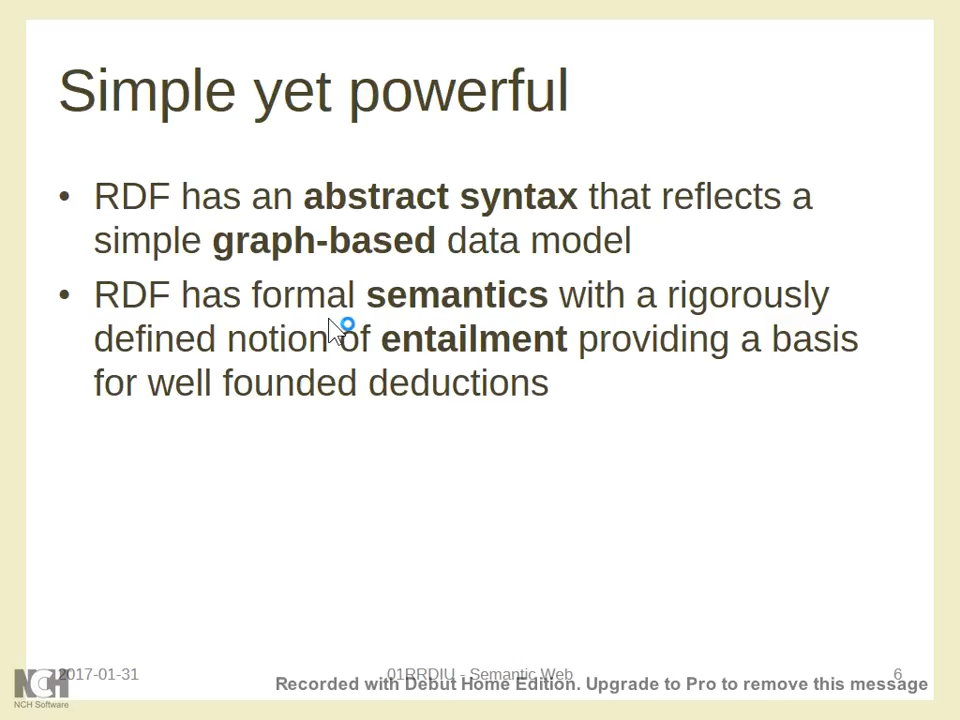 Simple yet powerful
• RDF has an abstract syntax that reflects a
simple graph-based data model
• RDF has formal semantics with a rigorously
defined notion of entailment providing a basis
for well founded deductions
2017-01-31
01RRDIU - Semantic Web
6
Recorded with Debut Home Edition. Upgrade to Pro to remove this message
NCH
NCH Software